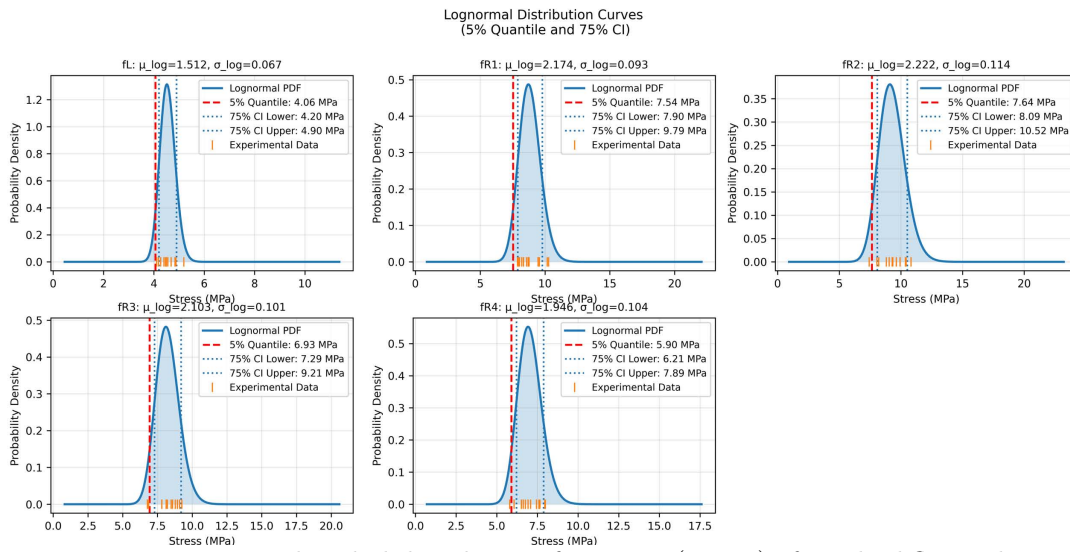 Lognormal Distribution Curves
(5% Quantile and 75% CI)
fL: μ_log=1.512, σ_log=0.067
Probability Density
1.2
1.0
0.8
0.6
0.4
0.2
0.0
Lognormal PDF
5% Quantile: 4.06 MPa
75% CI Lower: 4.20 MPa
75% CI Upper: 4.90 MPa
Experimental Data
0 2 4 6 8 10
Stress (MPa)
fR1: μ_log=2.174, σ_log=0.093
Probability Density
0.5
0.4
0.3
0.2
0.1
0.0
Lognormal PDF
5% Quantile: 7.54 MPa
75% CI Lower: 7.90 MPa
75% CI Upper: 9.79 MPa
Experimental Data
0 5 10 15 20
Stress (MPa)
fR2: μ_log=2.222, σ_log=0.114
Probability Density
0.35
0.30
0.25
0.20
0.15
0.10
0.05
0.00
Lognormal PDF
5% Quantile: 7.64 MPa
75% CI Lower: 8.09 MPa
75% CI Upper: 10.52 MPa
Experimental Data
0 5 10 15 20
Stress (MPa)
fR3: μ_log=2.103, σ_log=0.101
Probability Density
0.5
0.4
0.3
0.2
0.1
0.0
Lognormal PDF
5% Quantile: 6.93 MPa
75% CI Lower: 7.29 MPa
75% CI Upper: 9.21 MPa
Experimental Data
0.0 2.5 5.0 7.5 10.0 12.5 15.0 17.5 20.0
Stress (MPa)
fR4: μ_log=1.946, σ_log=0.104
Probability Density
0.5
0.4
0.3
0.2
0.1
0.0
Lognormal PDF
5% Quantile: 5.90 MPa
75% CI Lower: 6.21 MPa
75% CI Upper: 7.89 MPa
Experimental Data
0.0 2.5 5.0 7.5 10.0 12.5 15.0 17.5
Stress (MPa)